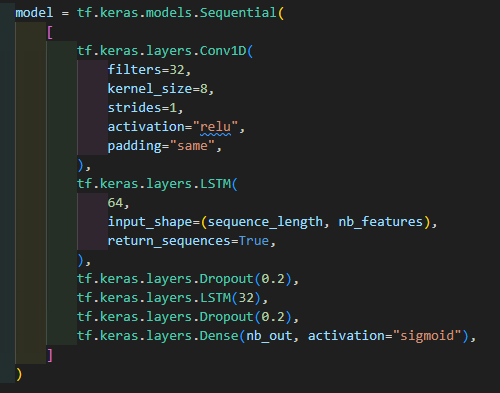 model = tf.keras.models.Sequential(
    [
        tf.keras.layers.Conv1D(
            filters=32,
            kernel_size=8,
            strides=1,
            activation="relu",
            padding="same",
        ),
        tf.keras.layers.LSTM(
            64,
            input_shape=(sequence_length, nb_features),
            return_sequences=True,
        ),
        tf.keras.layers.Dropout(0.2),
        tf.keras.layers.LSTM(32),
        tf.keras.layers.Dropout(0.2),
        tf.keras.layers.Dense(nb_out, activation="sigmoid"),
    ]
)